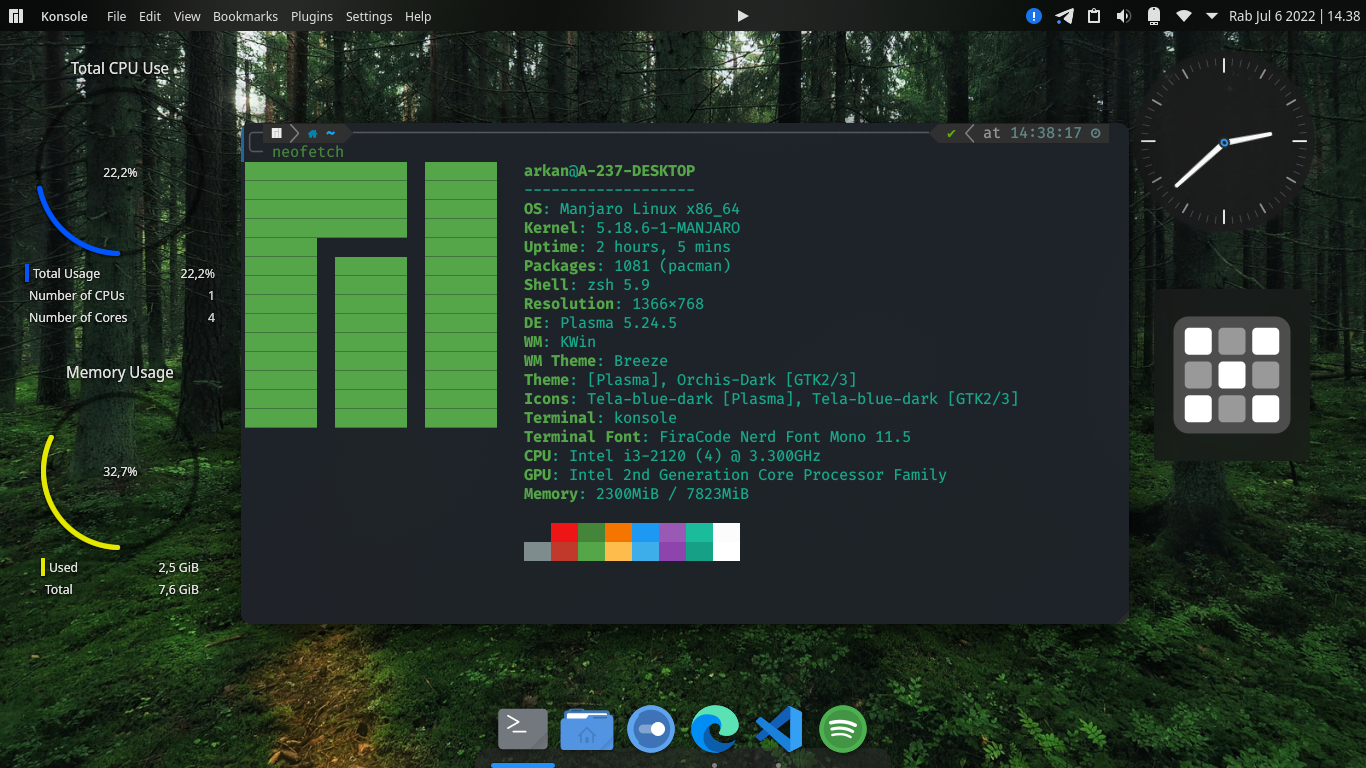 Konsole File Edit View Bookmarks Plugins Settings Help
Rab Jul 6 2022 | 14.38
Total CPU Use
22,2%
Total Usage 22,2%
Number of CPUs 1
Number of Cores 4
Memory Usage
32,7%
Used 2,5 GiB
Total 7,6 GiB
~ ✔ at 14:38:17
neofetch
arkan@A-237-DESKTOP
-------------------
OS: Manjaro Linux x86_64
Kernel: 5.18.6-1-MANJARO
Uptime: 2 hours, 5 mins
Packages: 1081 (pacman)
Shell: zsh 5.9
Resolution: 1366×768
DE: Plasma 5.24.5
WM: KWin
WM Theme: Breeze
Theme: [Plasma], Orchis-Dark [GTK2/3]
Icons: Tela-blue-dark [Plasma], Tela-blue-dark [GTK2/3]
Terminal: konsole
Terminal Font: FiraCode Nerd Font Mono 11.5
CPU: Intel i3-2120 (4) @ 3.300GHz
GPU: Intel 2nd Generation Core Processor Family
Memory: 2300MiB / 7823MiB